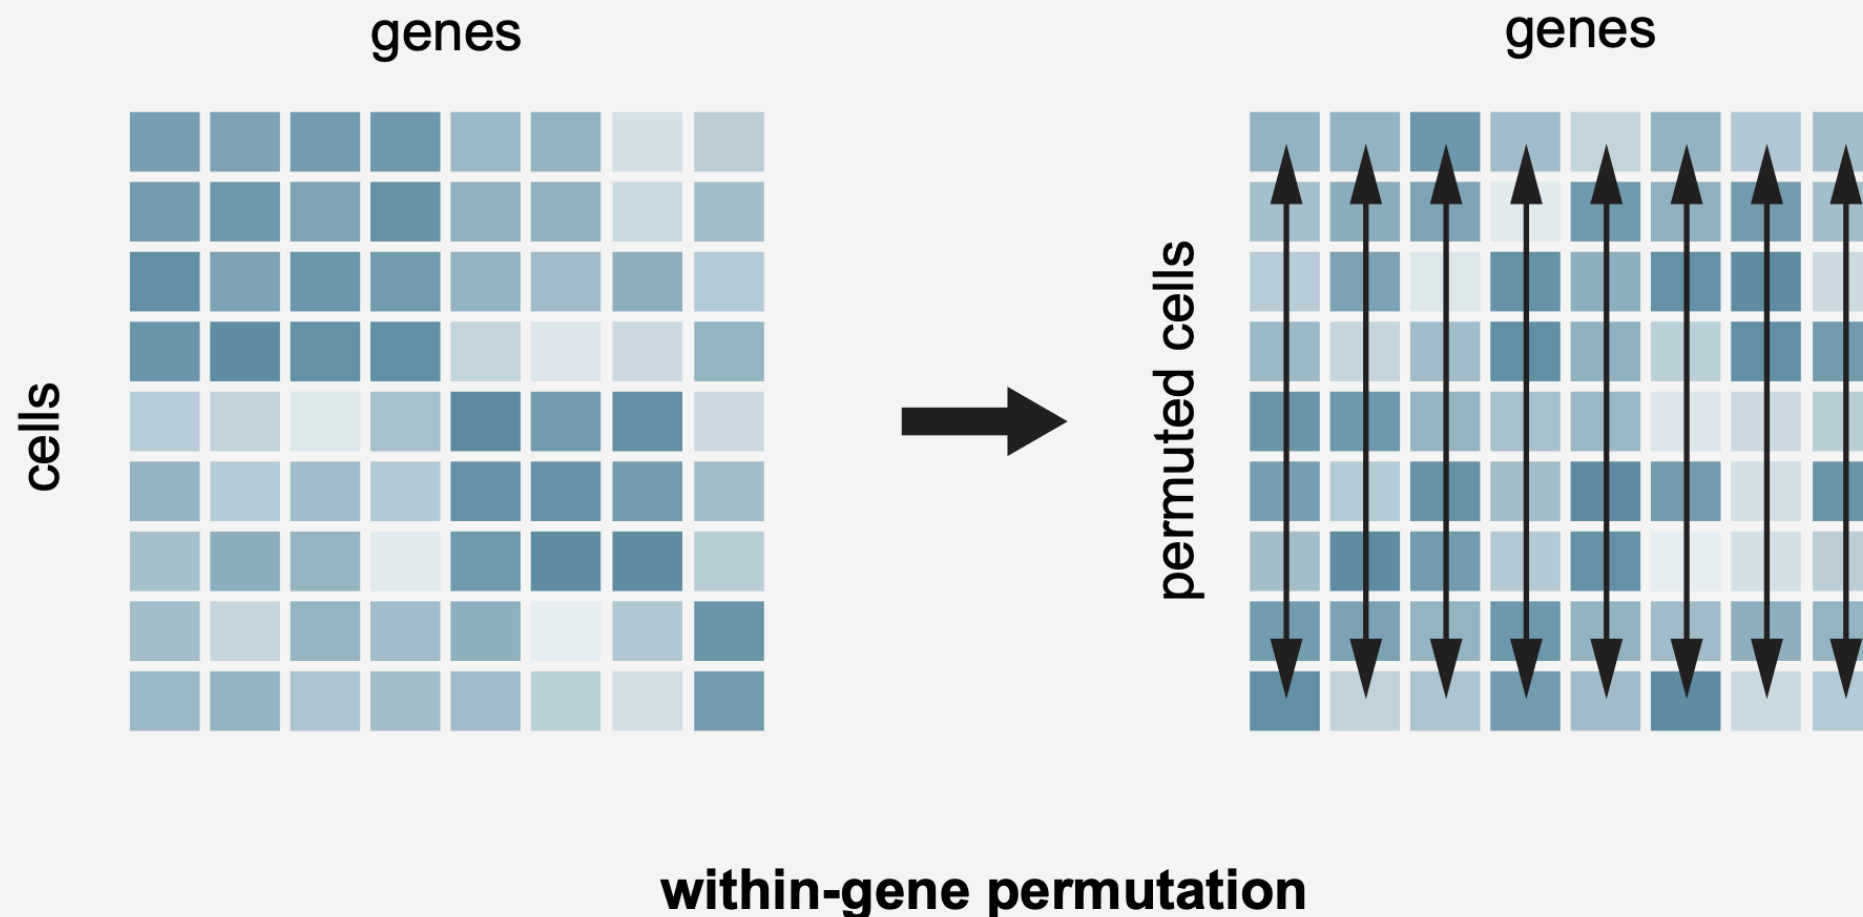 genes
genes
cells
permuted cells
within-gene permutation